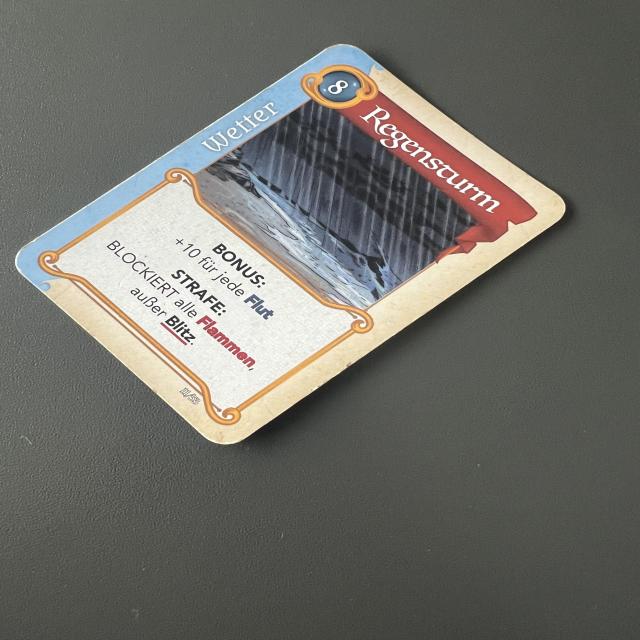 8
Regensturm
Wetter
BONUS:
+10 für jede Flut
STRAFE:
BLOCKIERT alle Flammen,
außer Blitz.